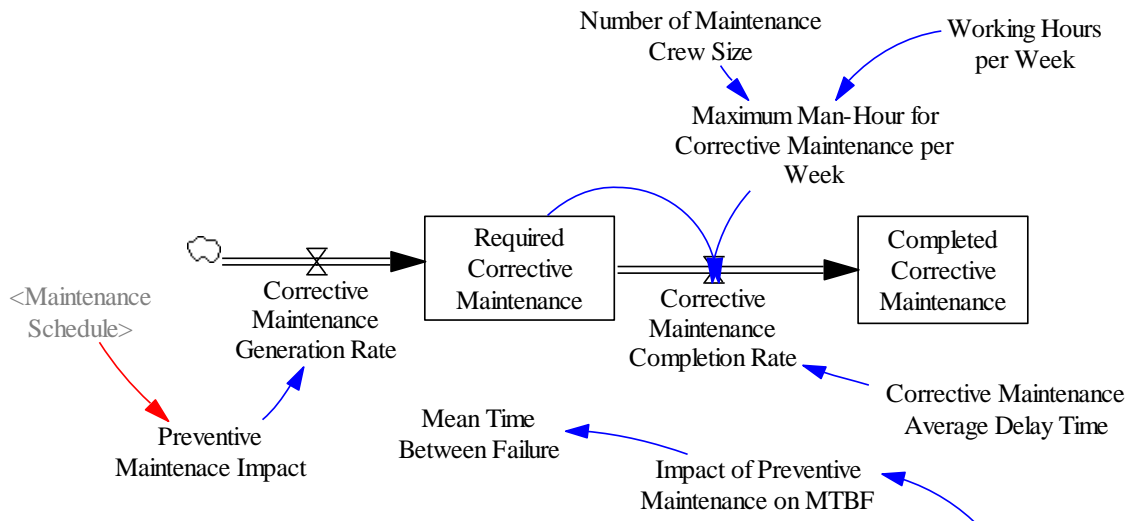 Number of Maintenance
Crew Size
Working Hours
per Week
Maximum Man-Hour for
Corrective Maintenance per
Week
Required
Corrective
Maintenance
Completed
Corrective
Maintenance
<Maintenance
Schedule>
Corrective
Maintenance
Generation Rate
Corrective
Maintenance
Completion Rate
Corrective Maintenance
Average Delay Time
Mean Time
Between Failure
Preventive
Maintenace Impact
Impact of Preventive
Maintenance on MTBF